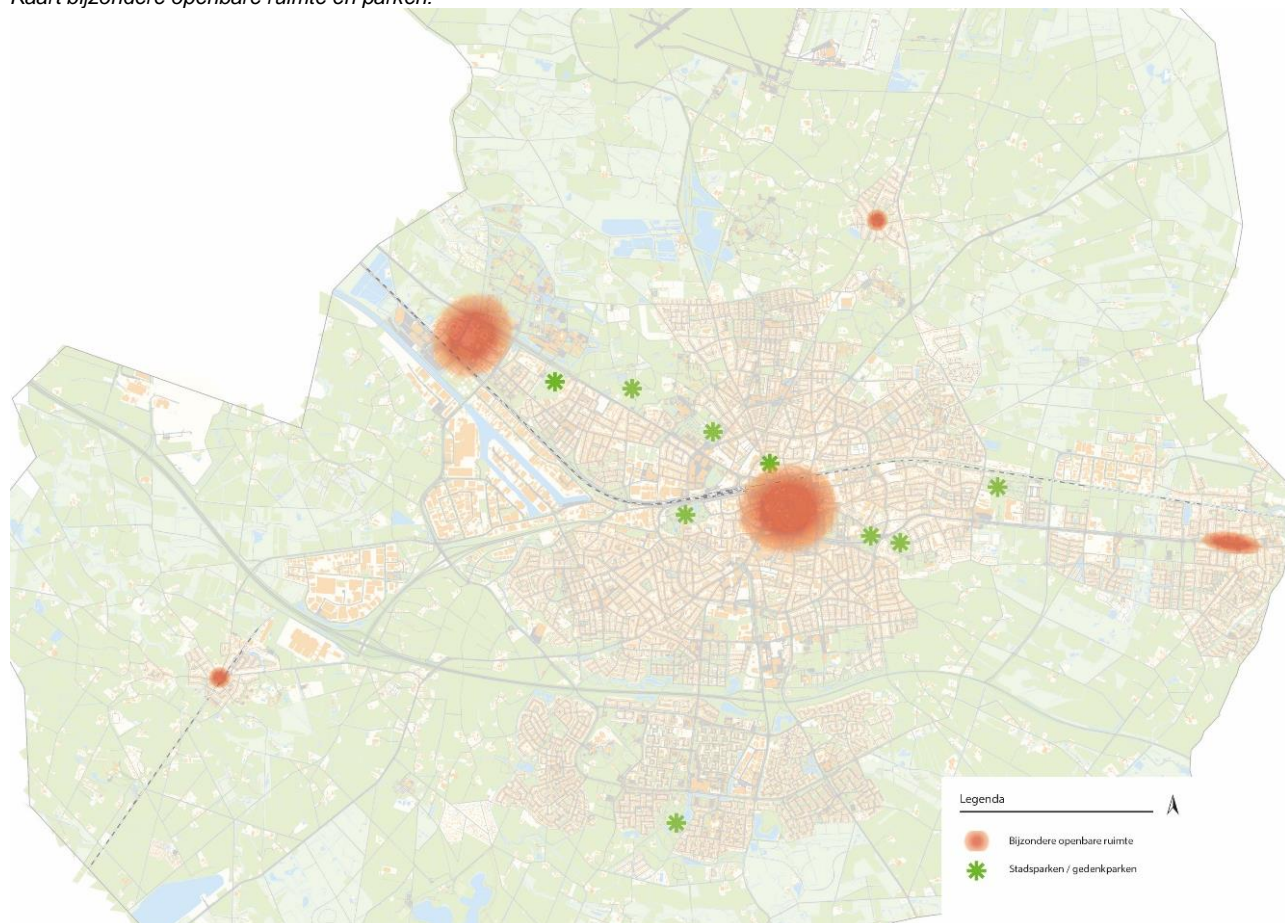 Kaart bijzondere openbare ruimte en parken.
Legenda
Bijzondere openbare ruimte
Stadsparken / gedenkparken